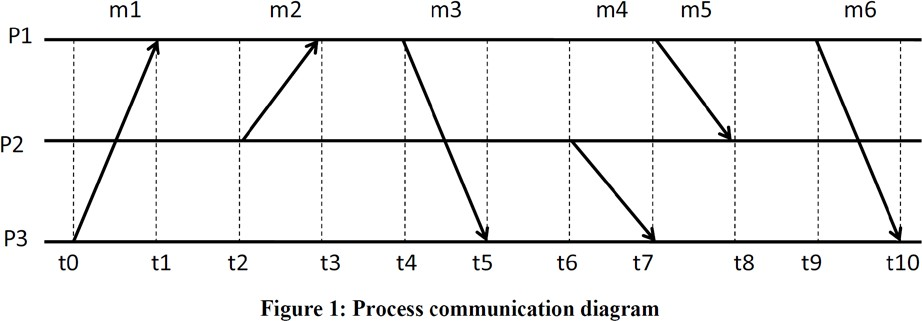 m1 m2 m3 m4 m5 m6
P1
P2
P3
t0 t1 t2 t3 t4 t5 t6 t7 t8 t9 t10
Figure 1: Process communication diagram